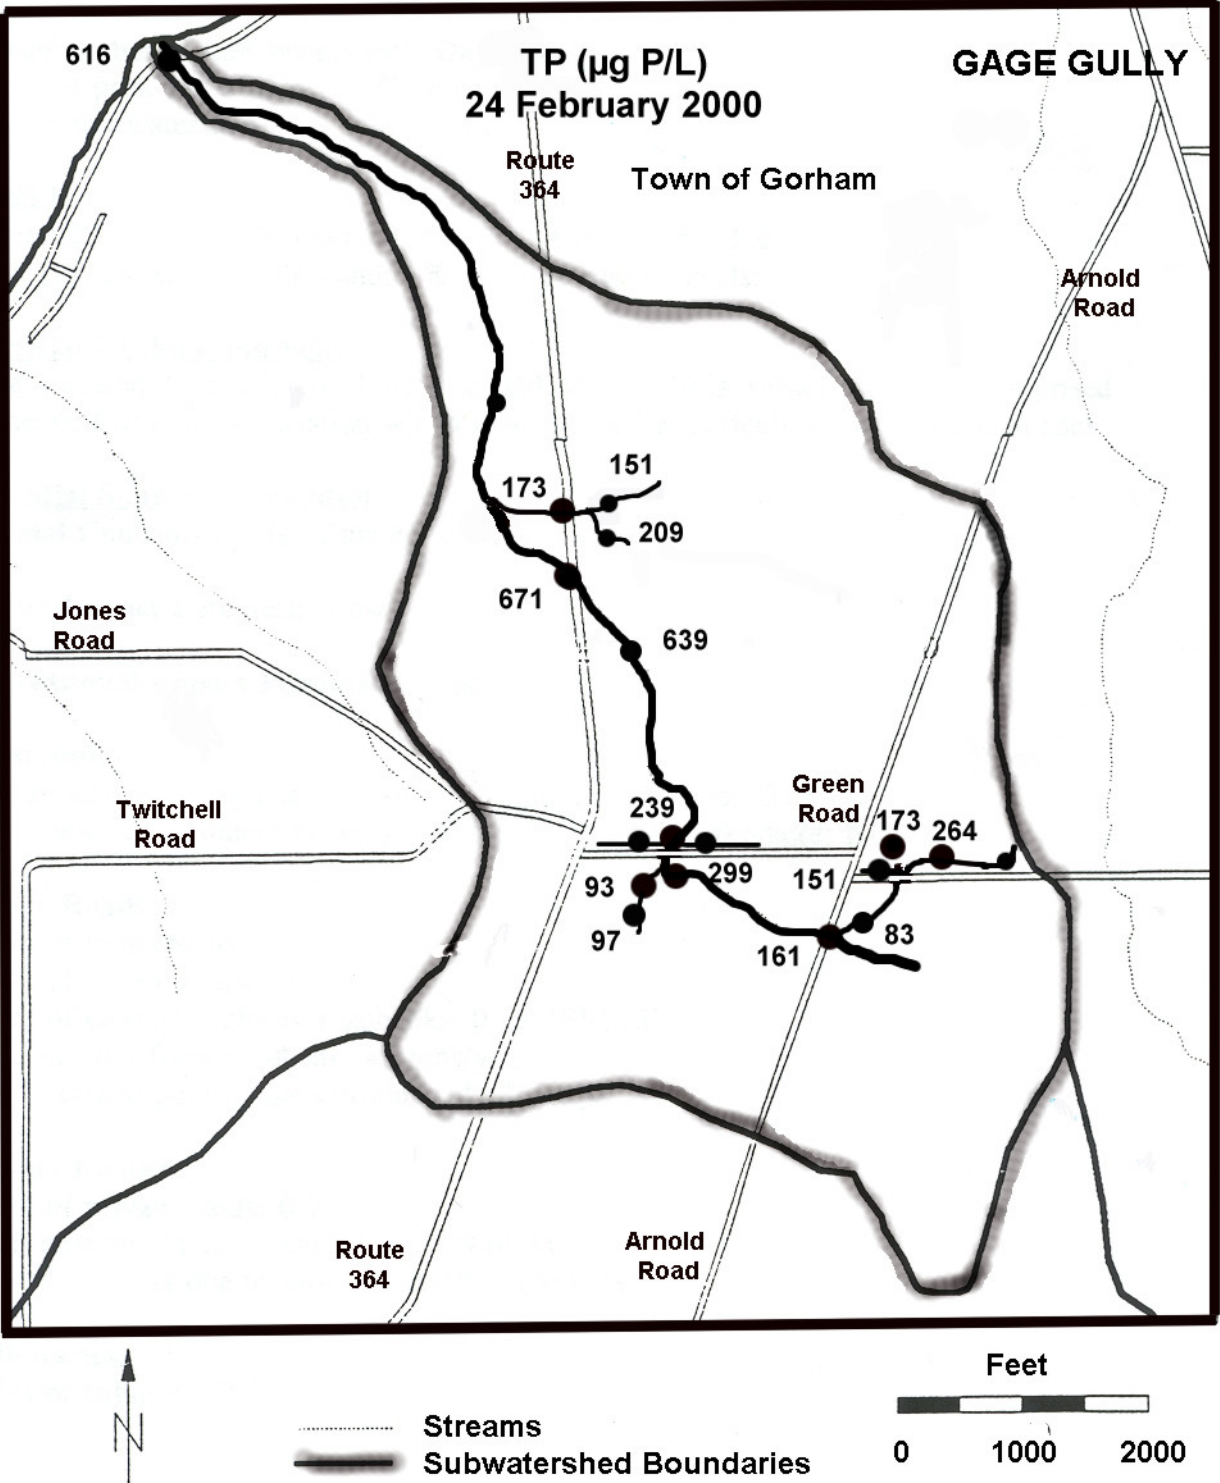 616
TP (µg P/L)
24 February 2000
GAGE GULLY
Route
364
Town of Gorham
Arnold
Road
151
173
209
671
639
Jones
Road
Twitchell
Road
239
Green
Road
173
264
151
93
299
97
161
83
Route
364
Arnold
Road
N
Feet
0 1000 2000
Streams
Subwatershed Boundaries